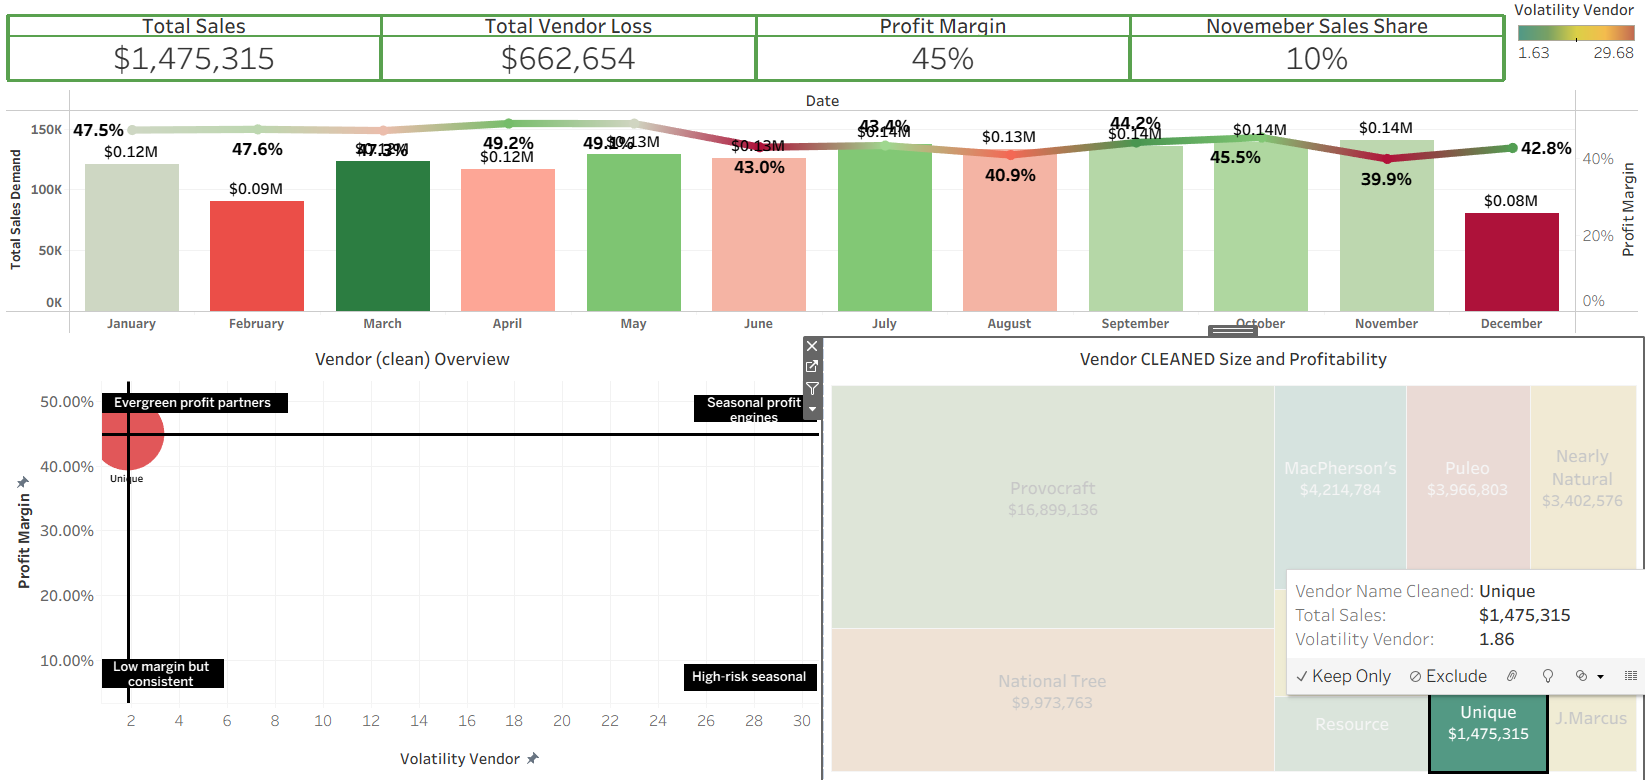 Total Sales
$1,475,315
Total Vendor Loss
$662,654
Profit Margin
45%
Novemeber Sales Share
10%
Volatility Vendor
1.63 29.68
Date
Total Sales Demand
150K
100K
50K
0K
47.5%
47.6%
47.3%
49.2%
43.0%
43.4%
40.9%
44.2%
45.5%
39.9%
42.8%
$0.12M
$0.09M
$0.12M
$0.13M
$0.13M
$0.14M
$0.13M
$0.14M
$0.14M
$0.14M
$0.08M
Profit Margin
40%
20%
0%
January February March April May June July August September October November December
Vendor (clean) Overview
Profit Margin
50.00%
40.00%
30.00%
20.00%
10.00%
Evergreen profit partners
Seasonal profit
engines
Unique
Low margin but
consistent
High-risk seasonal
2 4 6 8 10 12 14 16 18 20 22 24 26 28 30
Volatility Vendor
Vendor CLEANED Size and Profitability
Provocraft
$16,899,136
National Tree
$9,973,763
MacPherson's
$4,214,784
Puleo
$3,966,803
Nearly
Natural
$3,402,576
Vendor Name Cleaned: Unique
Total Sales: $1,475,315
Volatility Vendor: 1.86
Keep Only Exclude
Resource
Unique
$1,475,315
J.Marcus